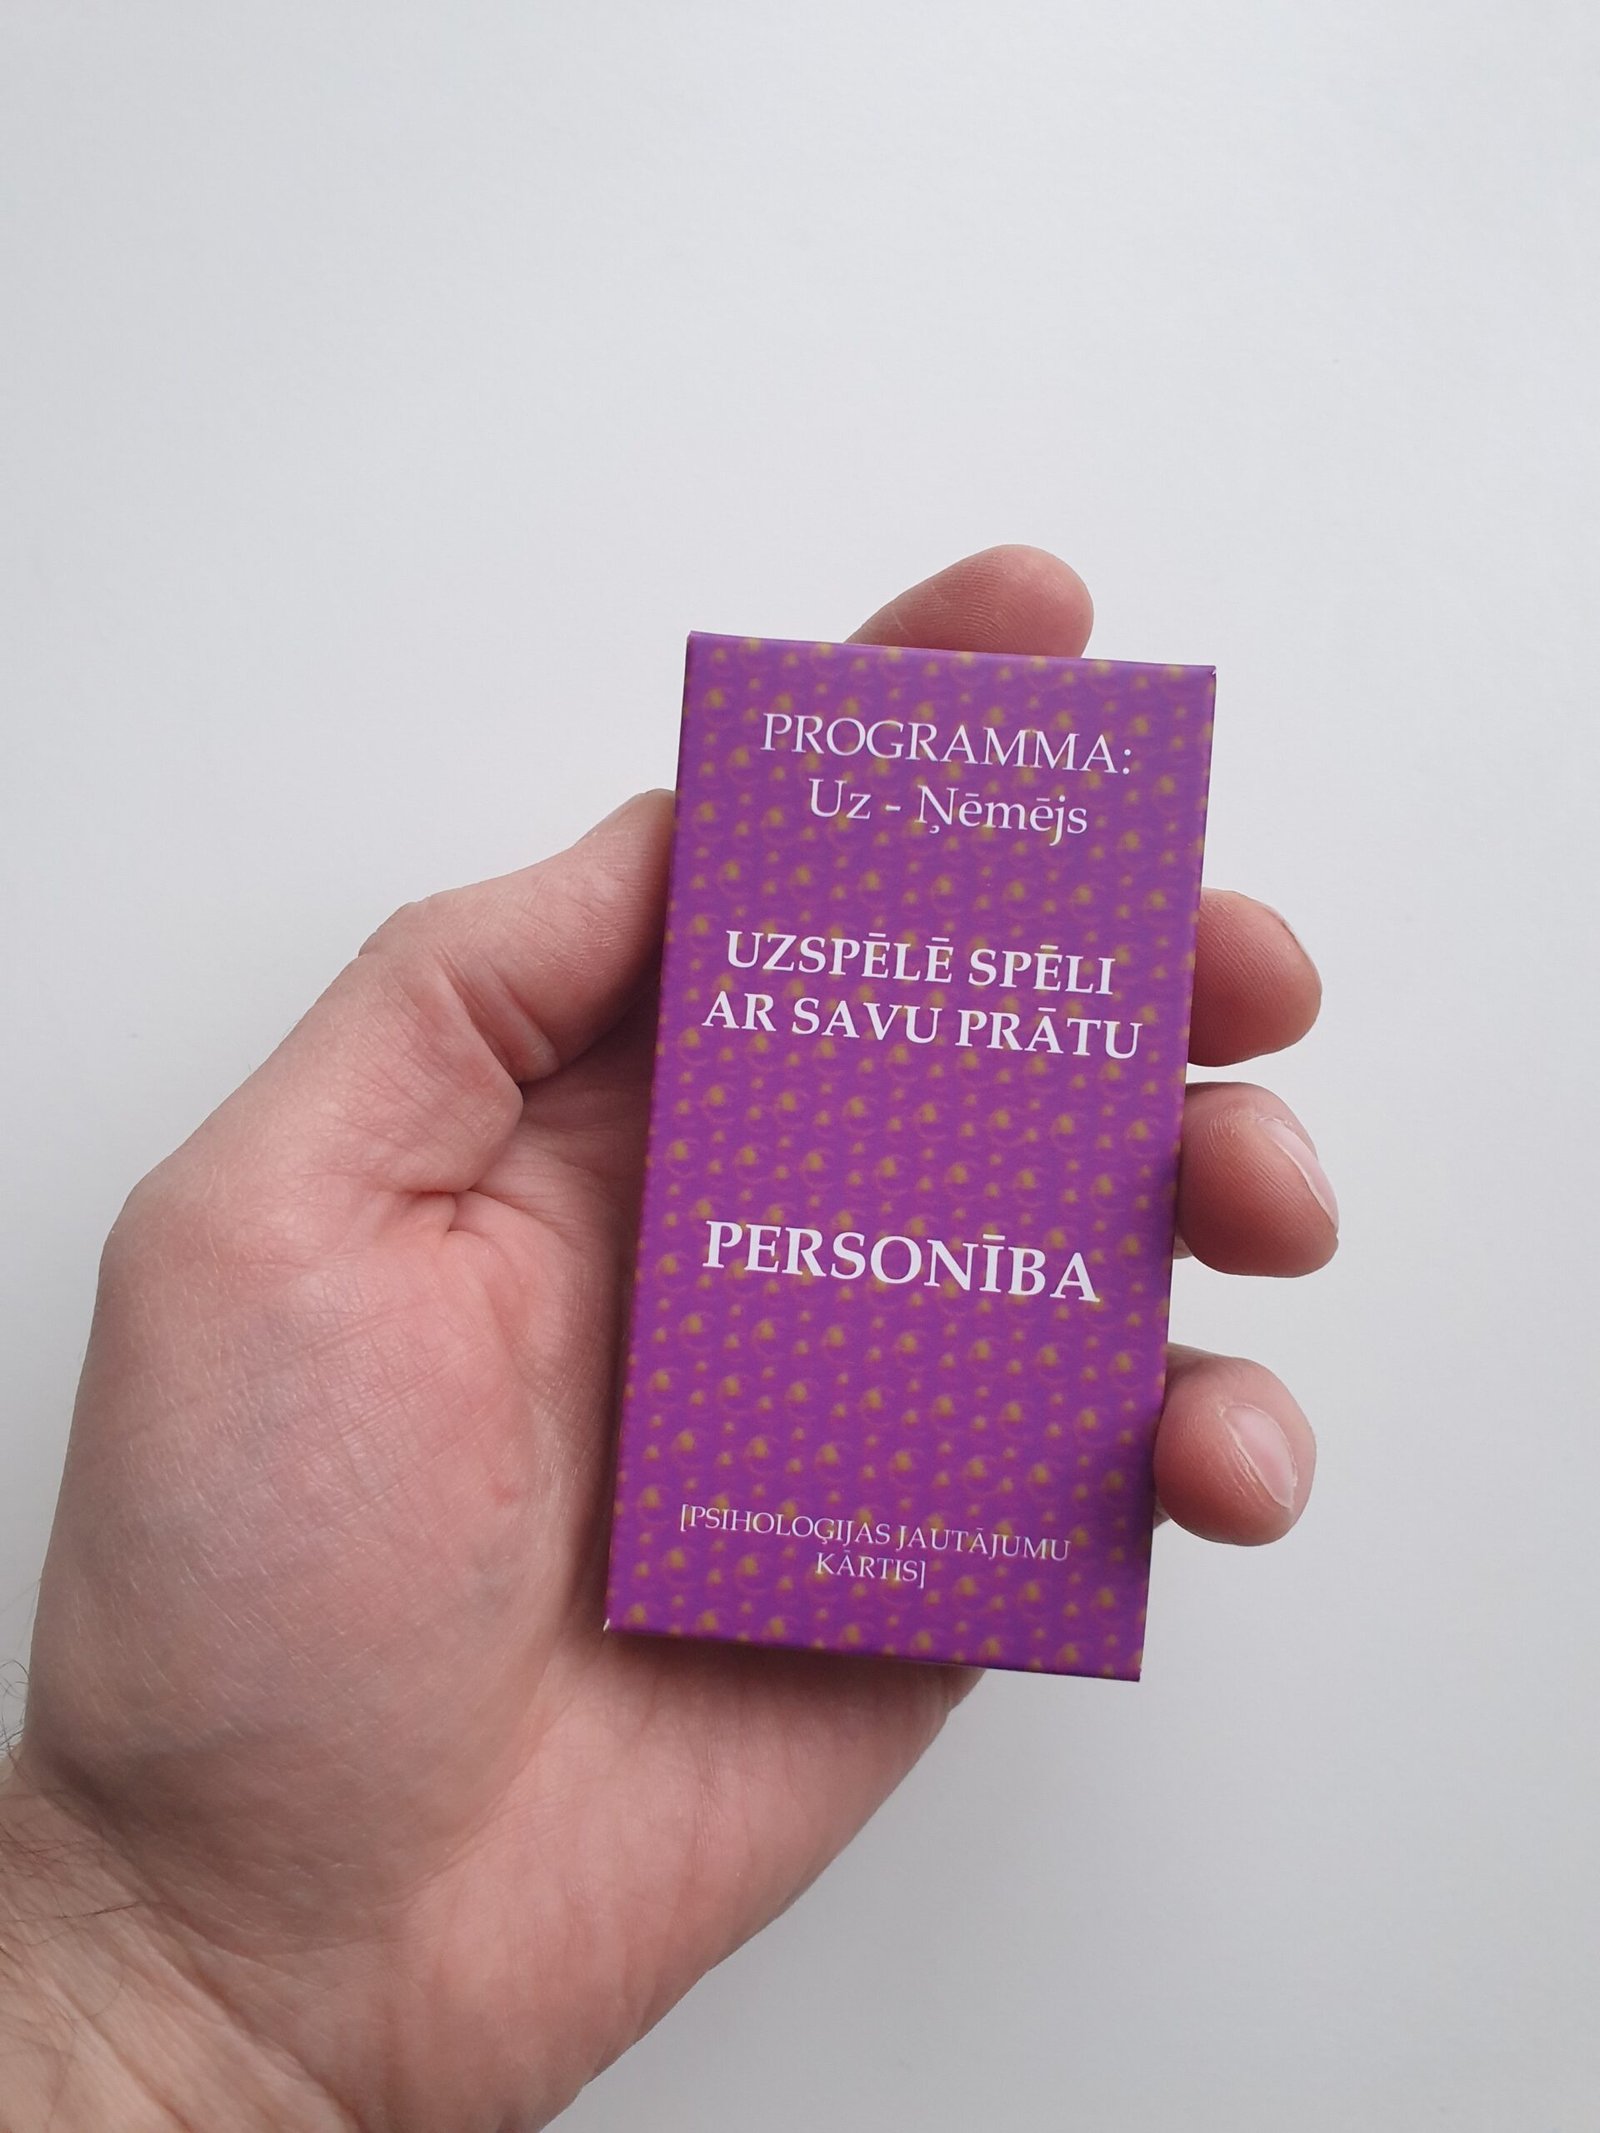 PROGRAMMA:
Uz - Ņēmējs
UZSPĒLĒ SPĒLI
AR SAVU PRĀTU
PERSONĪBA
[PSIHOLOĢIJAS JAUTĀJUMU
KĀRTIS]